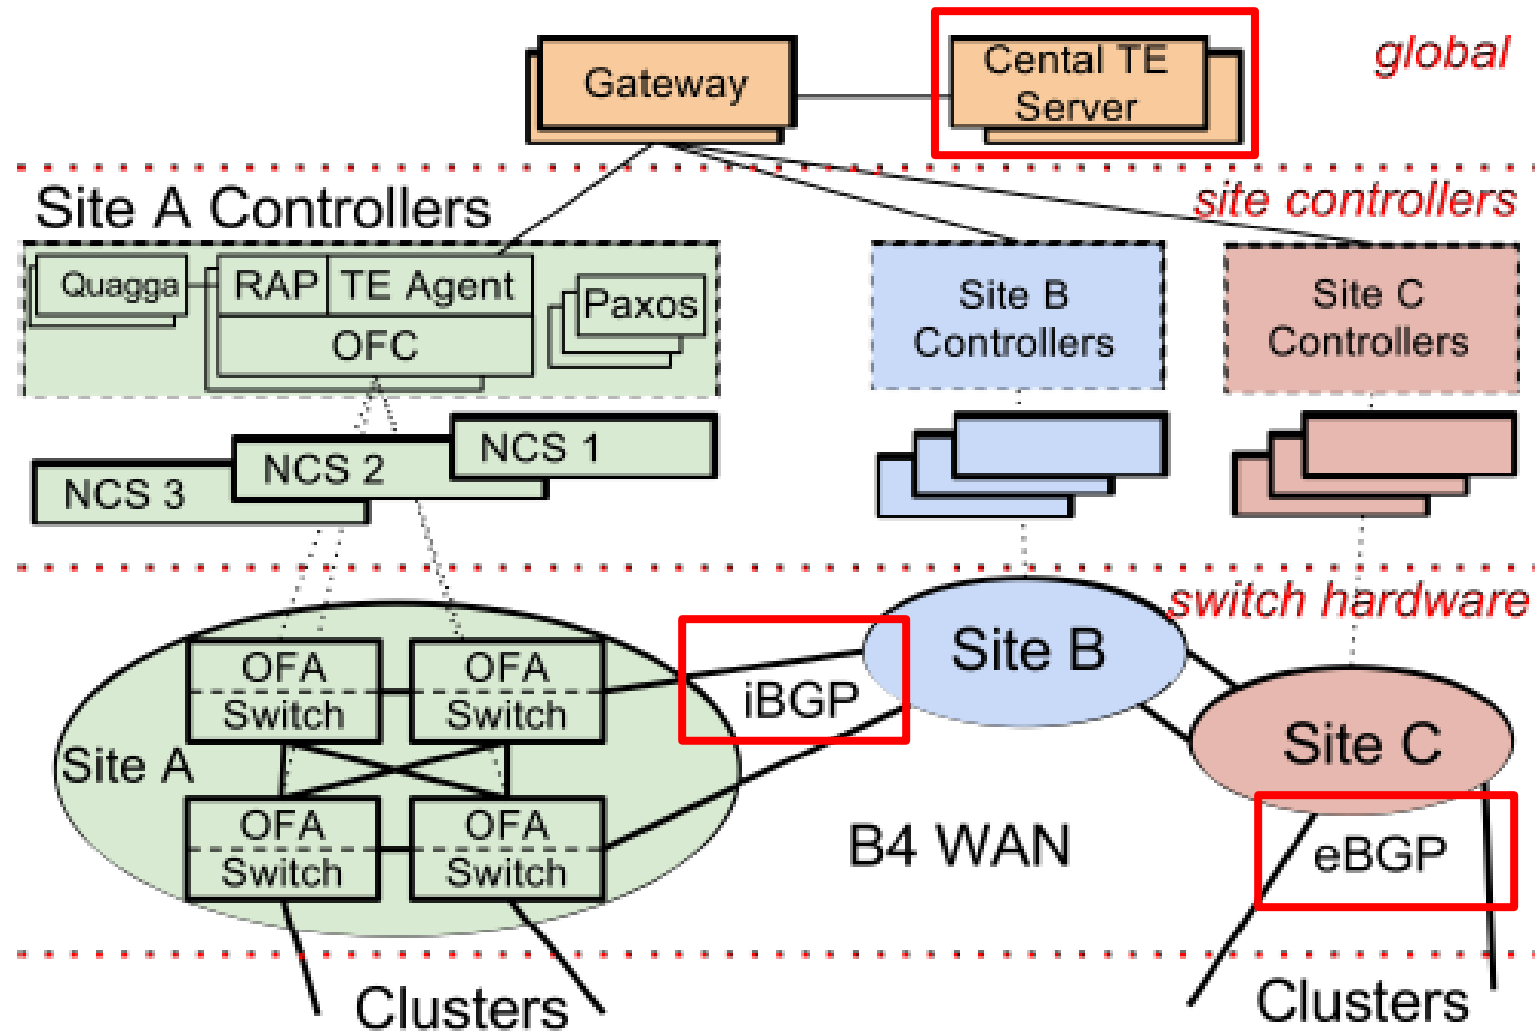 global
Gateway
Cental TE
Server
site controllers
Site A Controllers
Quagga
RAP
TE Agent
Paxos
OFC
Site B
Controllers
Site C
Controllers
NCS 1
NCS 2
NCS 3
switch hardware
OFA
Switch
OFA
Switch
iBGP
Site B
Site C
Site A
OFA
Switch
OFA
Switch
B4 WAN
eBGP
Clusters
Clusters